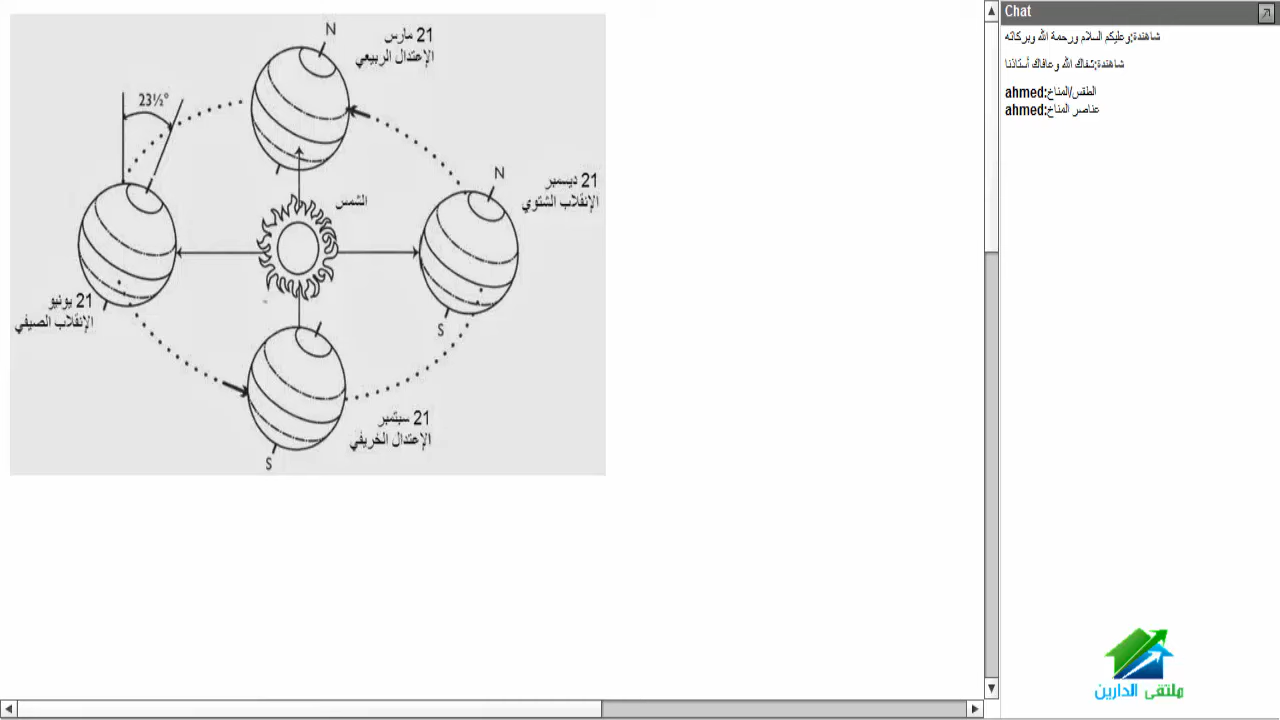 N
21 مارس
الإعتدال الربيعي
23½°
N
21 ديسمبر
الإنقلاب الشتوي
الشمس
21 يونيو
الإنقلاب الصيفي
S
21 سبتمبر
الإعتدال الخريفي
S
Chat
شاهندة:وعليكم السلام ورحمة الله وبركاته
شاهندة:شفاك الله وعافاك أستاذنا
ahmed:الطقس/المناخ
ahmed:عناصر المناخ
ملتقى الدارين